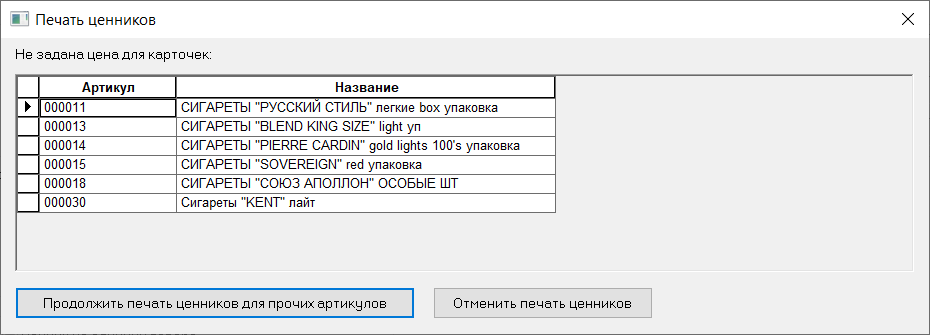 Печать ценников
Не задана цена для карточек:
Артикул Название
000011 СИГАРЕТЫ "РУССКИЙ СТИЛЬ" легкие box упаковка
000013 СИГАРЕТЫ "BLEND KING SIZE" light уп
000014 СИГАРЕТЫ "PIERRE CARDIN" gold lights 100's упаковка
000015 СИГАРЕТЫ "SOVEREIGN" red упаковка
000018 СИГАРЕТЫ "СОЮЗ АПОЛЛОН" ОСОБЫЕ ШТ
000030 Сигареты "KENT" лайт
Продолжить печать ценников для прочих артикулов Отменить печать ценников